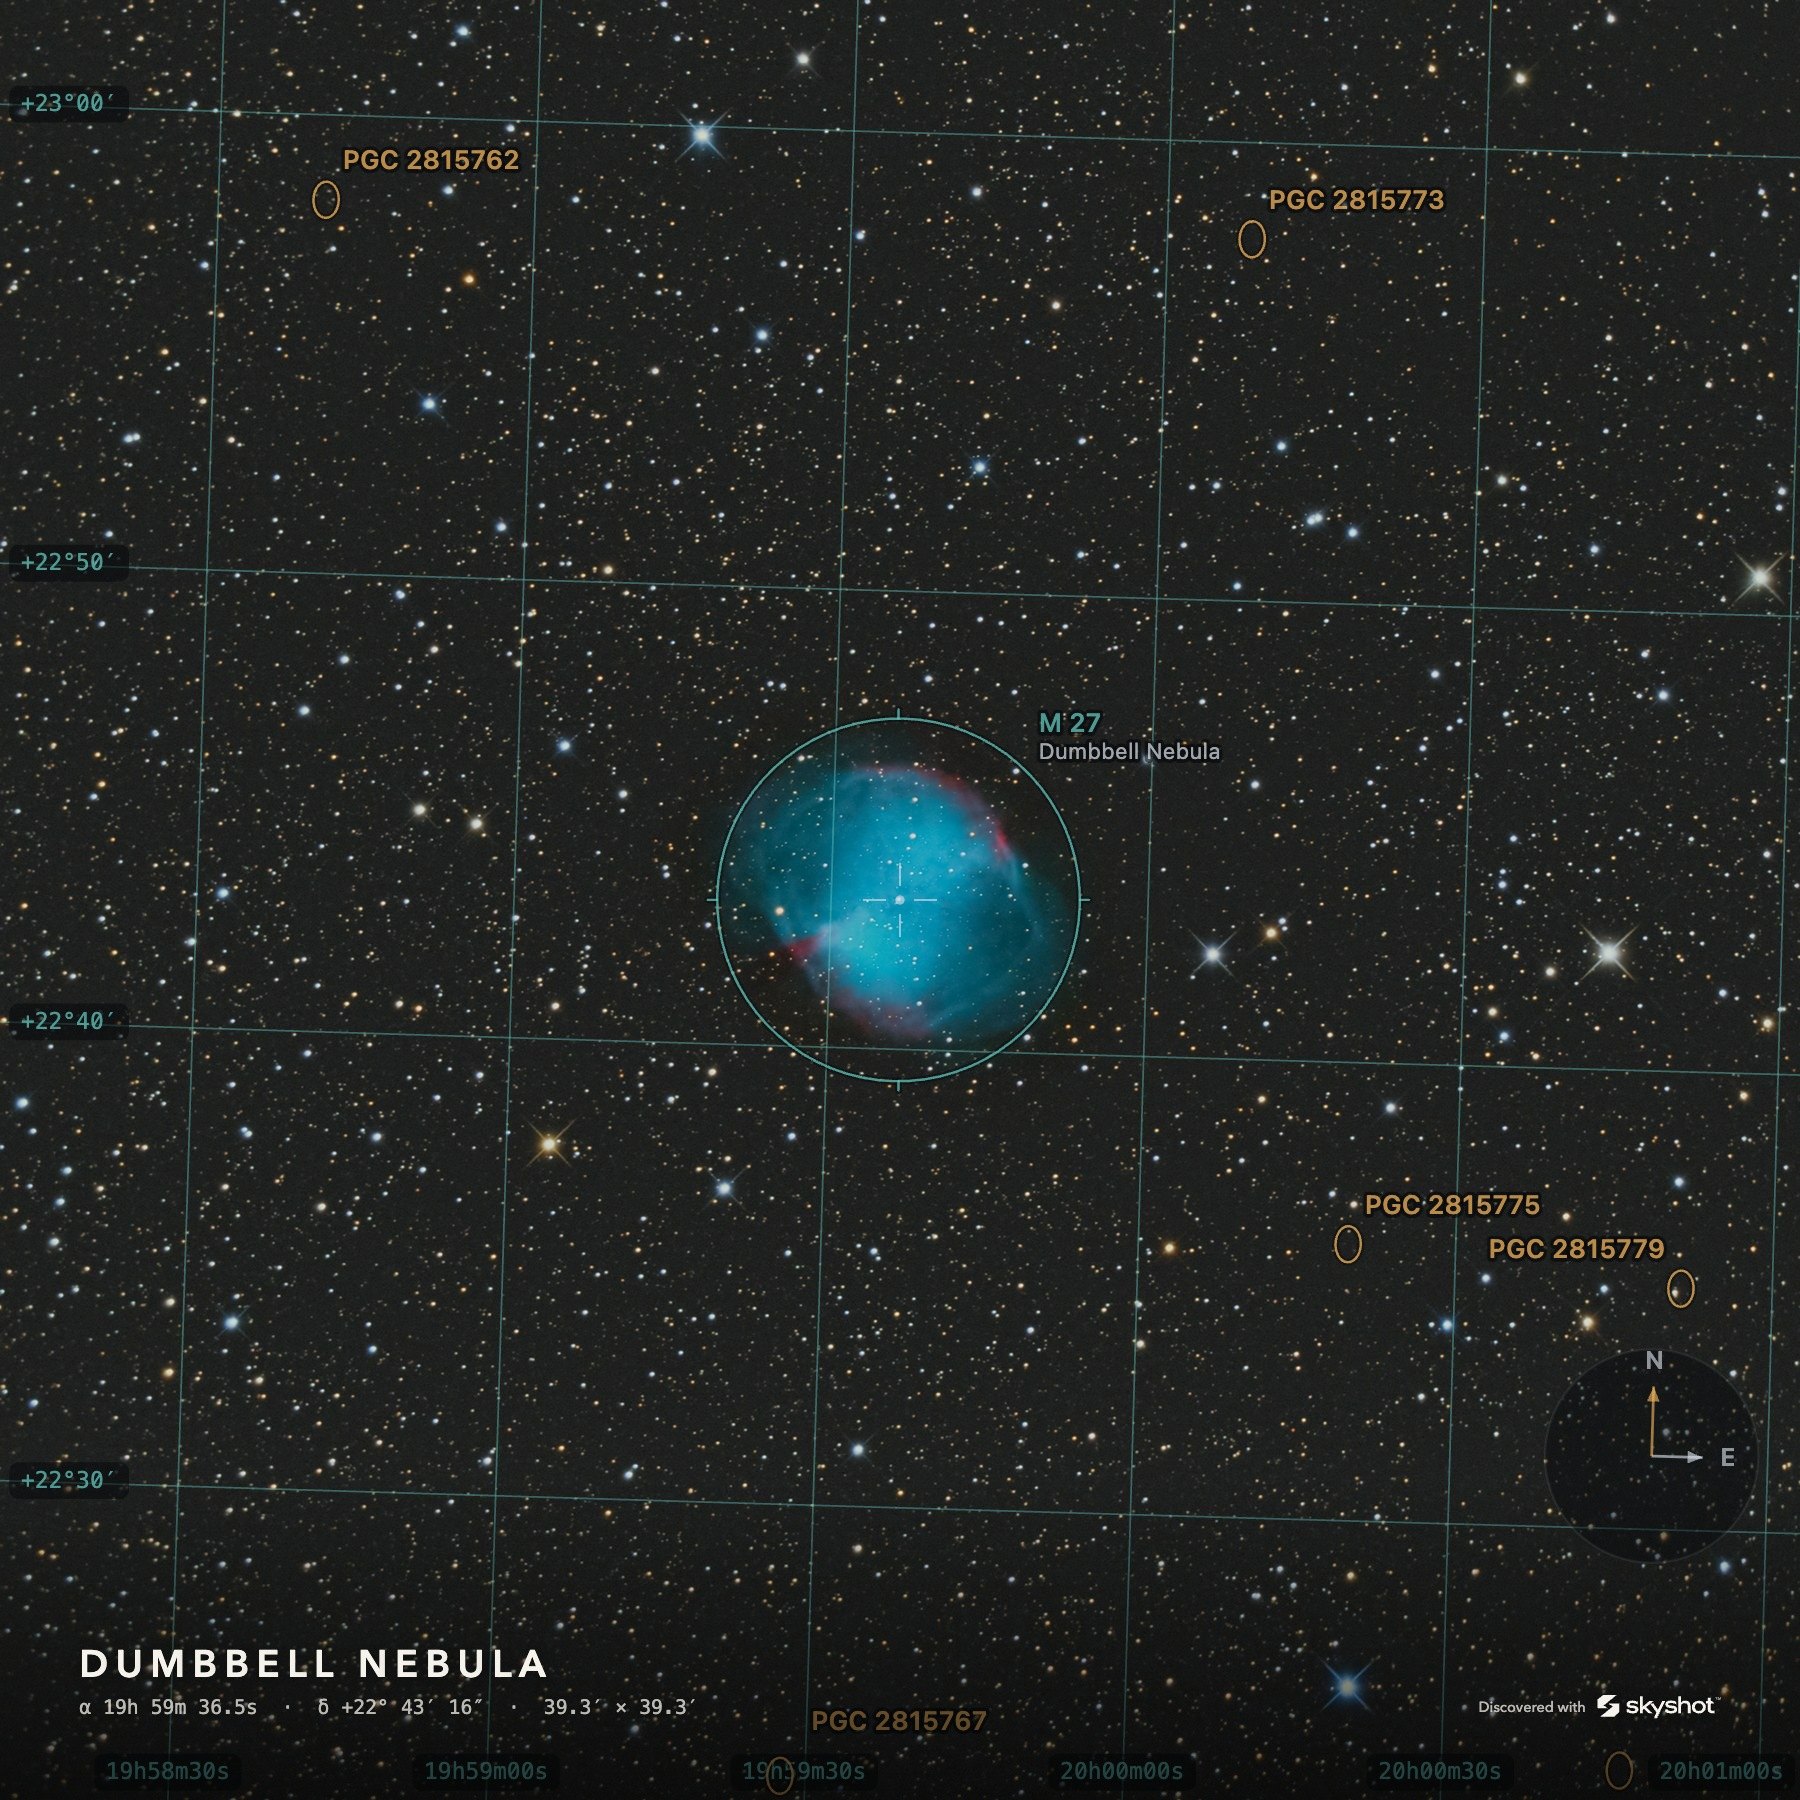 +23°00′
PGC 2815762
PGC 2815773
+22°50′
M 27
Dumbbell Nebula
+22°40′
PGC 2815775
PGC 2815779
N
E
+22°30′
DUMBBELL NEBULA
α 19h 59m 36.5s · δ +22° 43′ 16″ · 39.3′ × 39.3′
Discovered with skyshot™
PGC 2815767
19h58m30s
19h59m00s
19h59m30s
20h00m00s
20h00m30s
20h01m00s